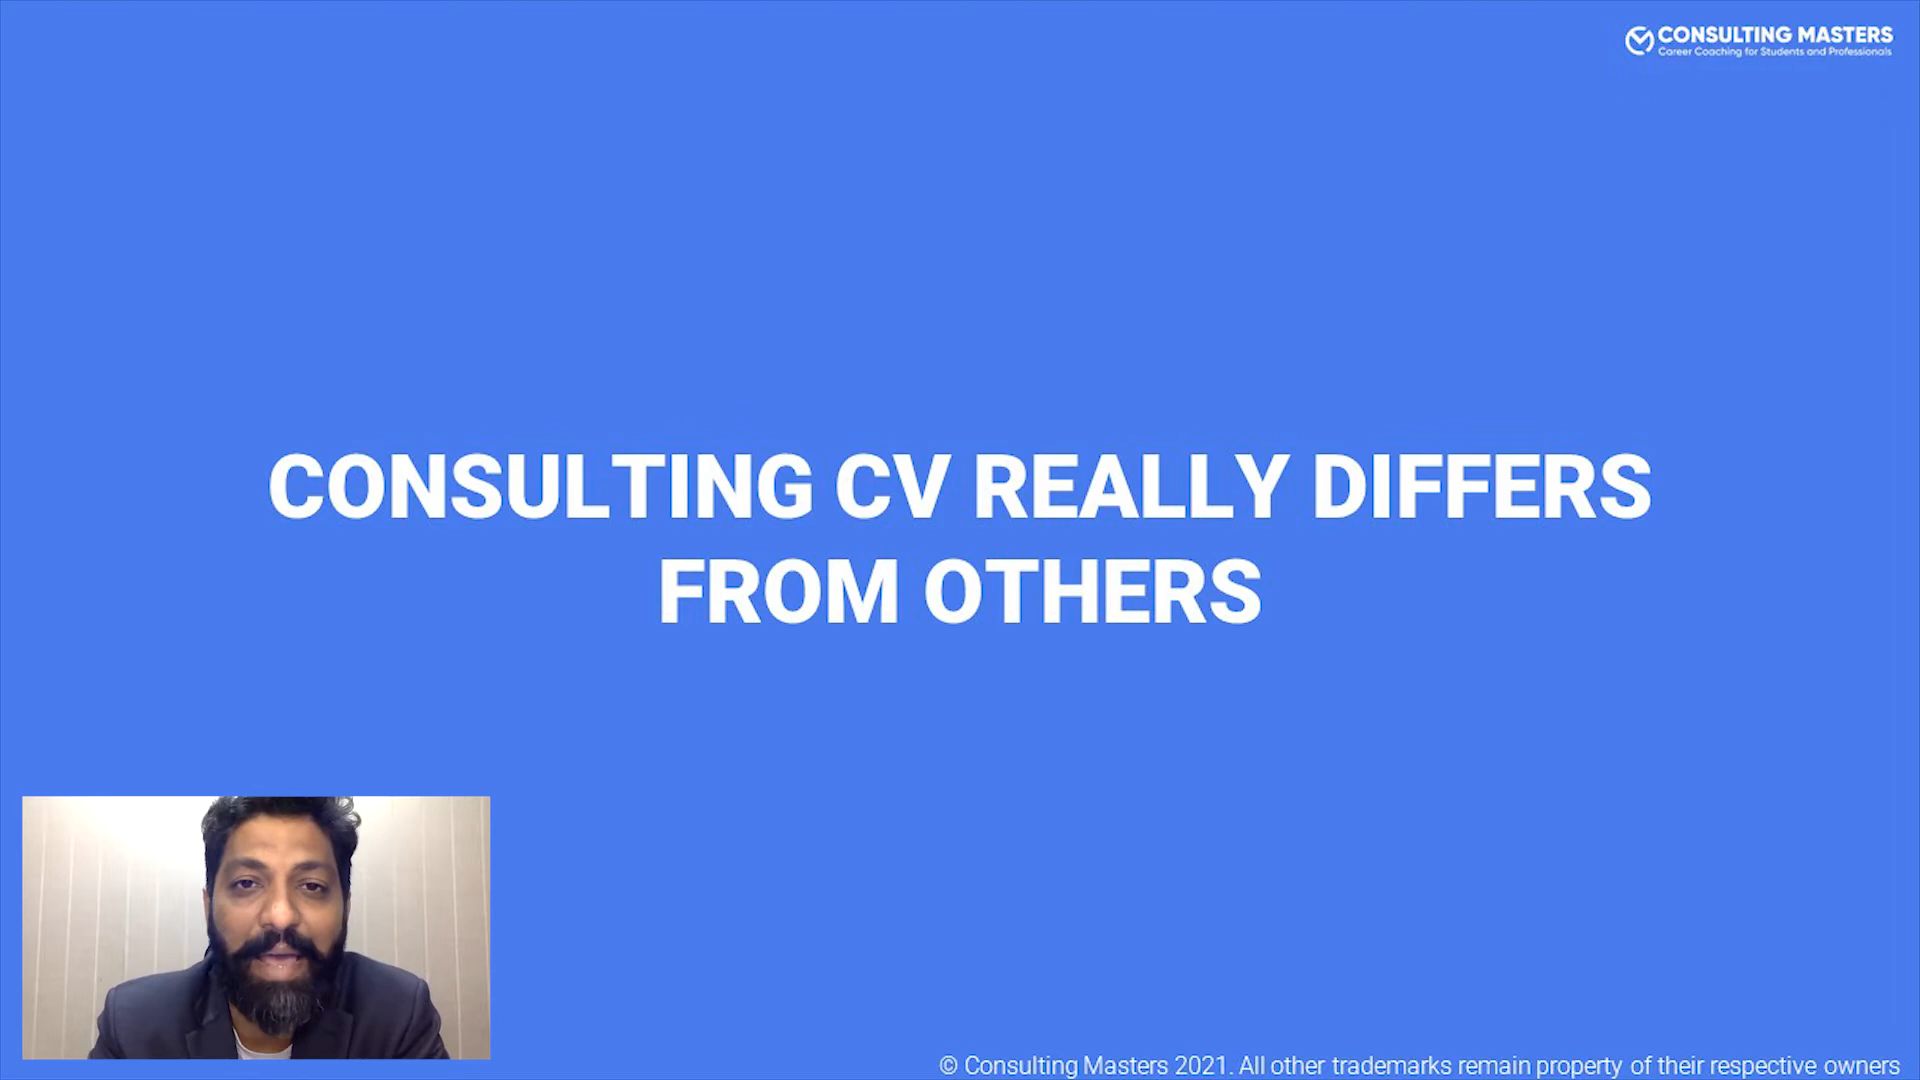 CONSULTING MASTERS
Career Coaching for Students and Professionals
CONSULTING CV REALLY DIFFERS
FROM OTHERS
© Consulting Masters 2021. All other trademarks remain property of their respective owners